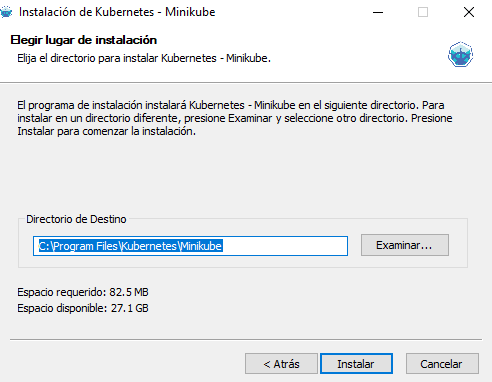 Instalación de Kubernetes - Minikube
Elegir lugar de instalación
Elija el directorio para instalar Kubernetes - Minikube.
El programa de instalación instalará Kubernetes - Minikube en el siguiente directorio. Para
instalar en un directorio diferente, presione Examinar y seleccione otro directorio. Presione
Instalar para comenzar la instalación.
Directorio de Destino
C:\Program Files\Kubernetes\Minikube
Examinar...
Espacio requerido: 82.5 MB
Espacio disponible: 27.1 GB
< Atrás
Instalar
Cancelar